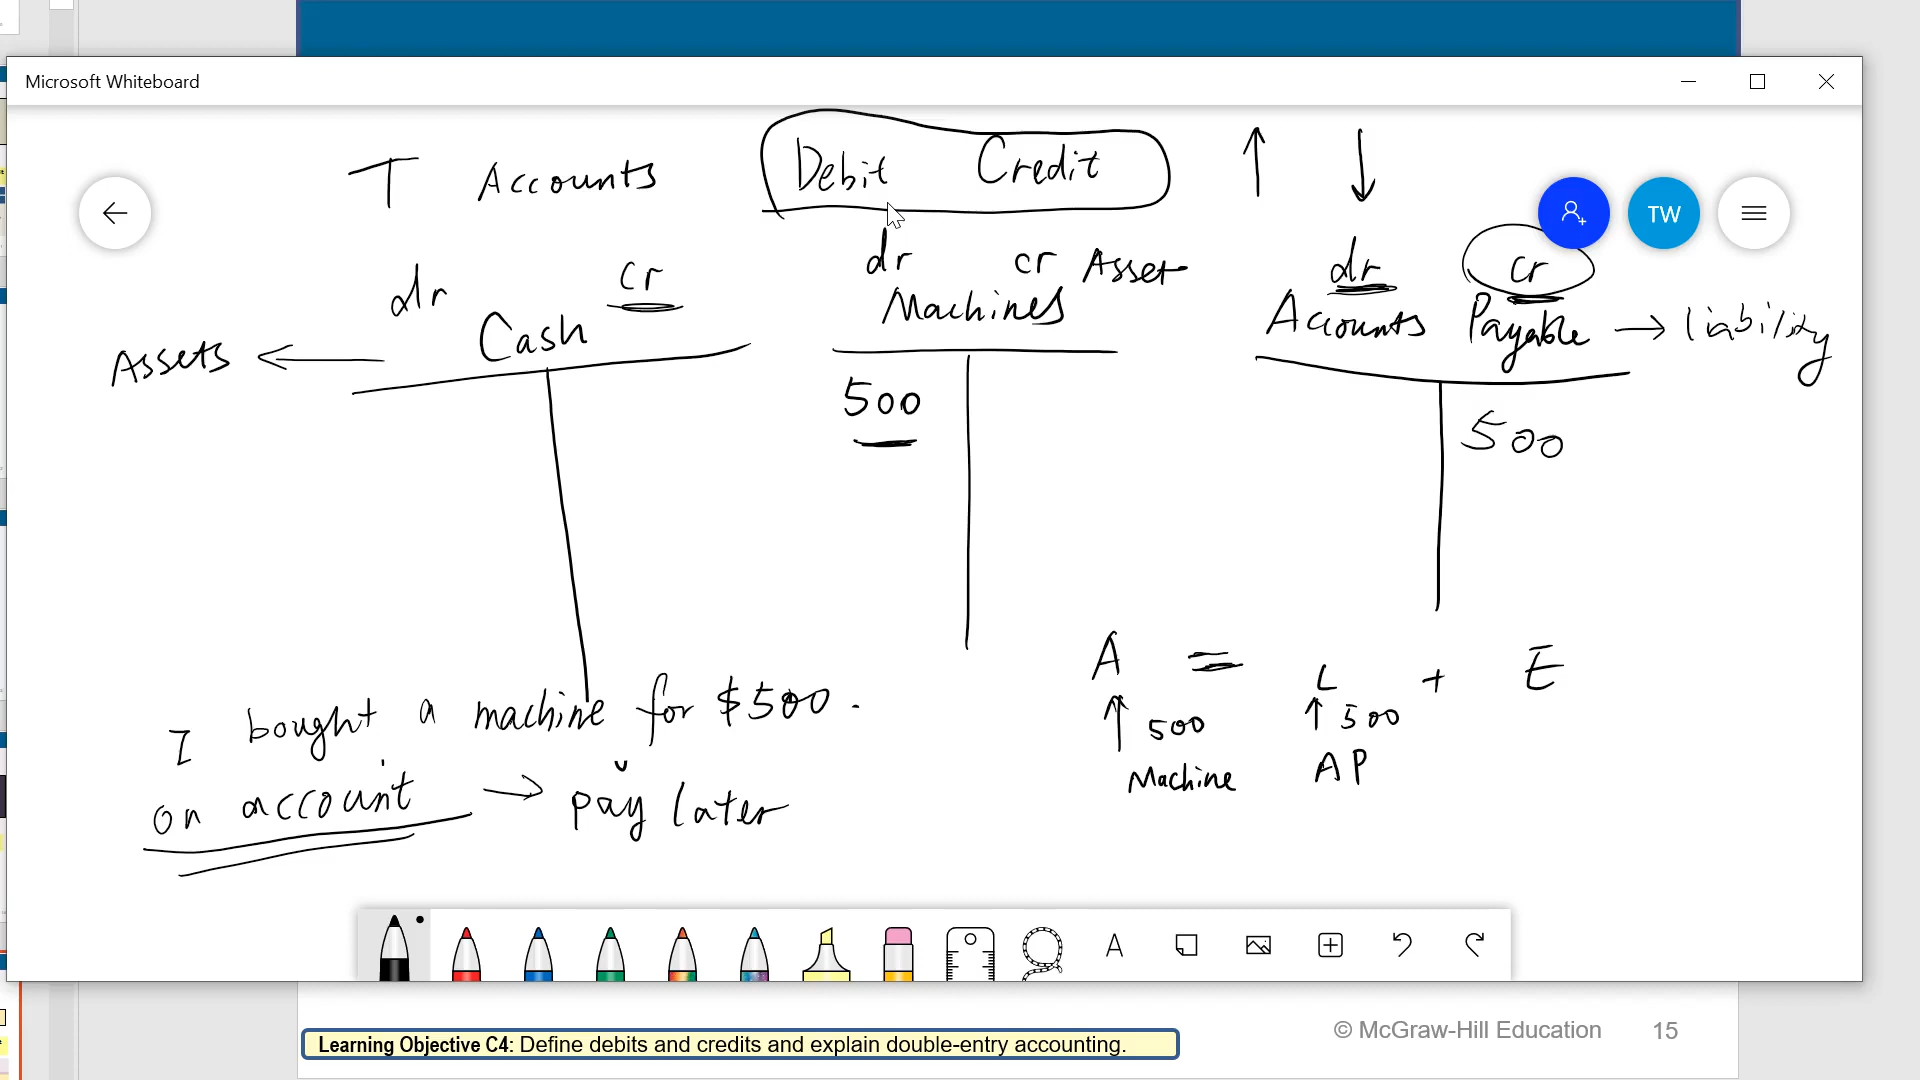 Microsoft Whiteboard
T Accounts Debit Credit ↑ ↓
TW
dr cr
dr cr Asset
dr cr
Assets ← Cash
Machines
Accounts Payable → liability
500
500
A = L + E
↑ 500 ↑ 500
Machine AP
I bought a machine for $500.
on account → pay later
A
Learning Objective C4: Define debits and credits and explain double-entry accounting.
© McGraw-Hill Education 15